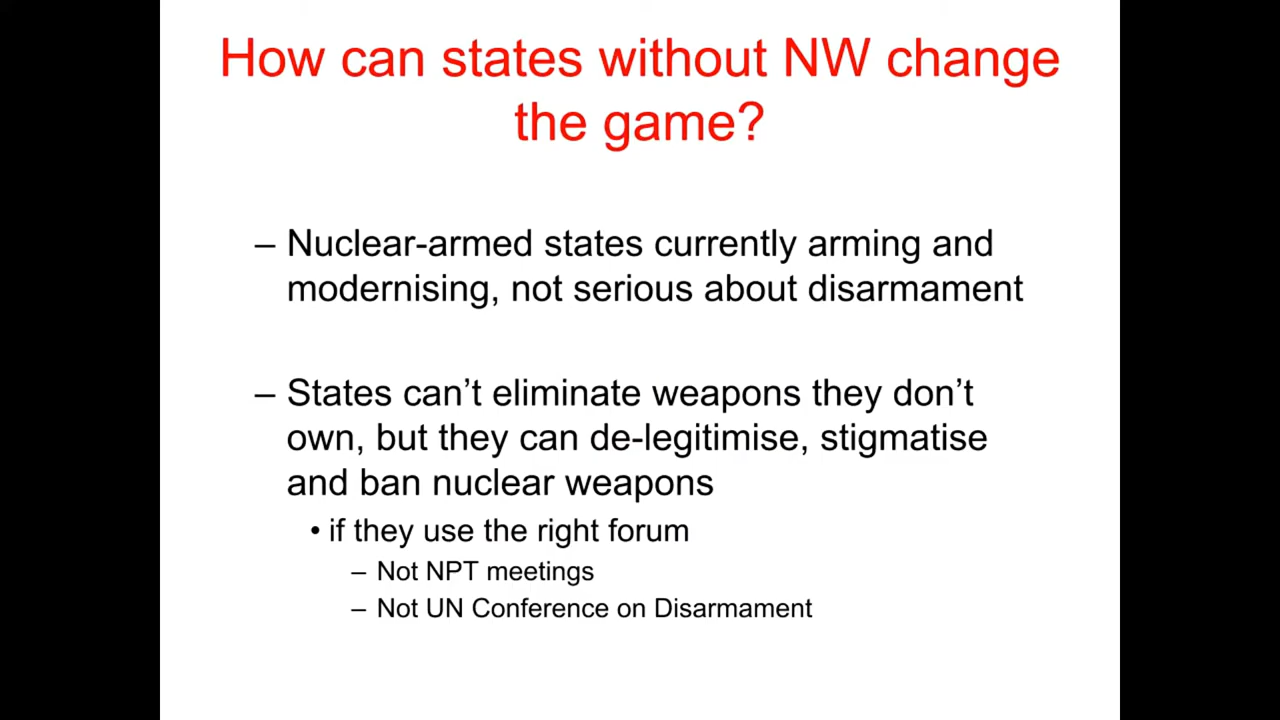 How can states without NW change
the game?
– Nuclear-armed states currently arming and
modernising, not serious about disarmament
– States can’t eliminate weapons they don’t
own, but they can de-legitimise, stigmatise
and ban nuclear weapons
• if they use the right forum
– Not NPT meetings
– Not UN Conference on Disarmament